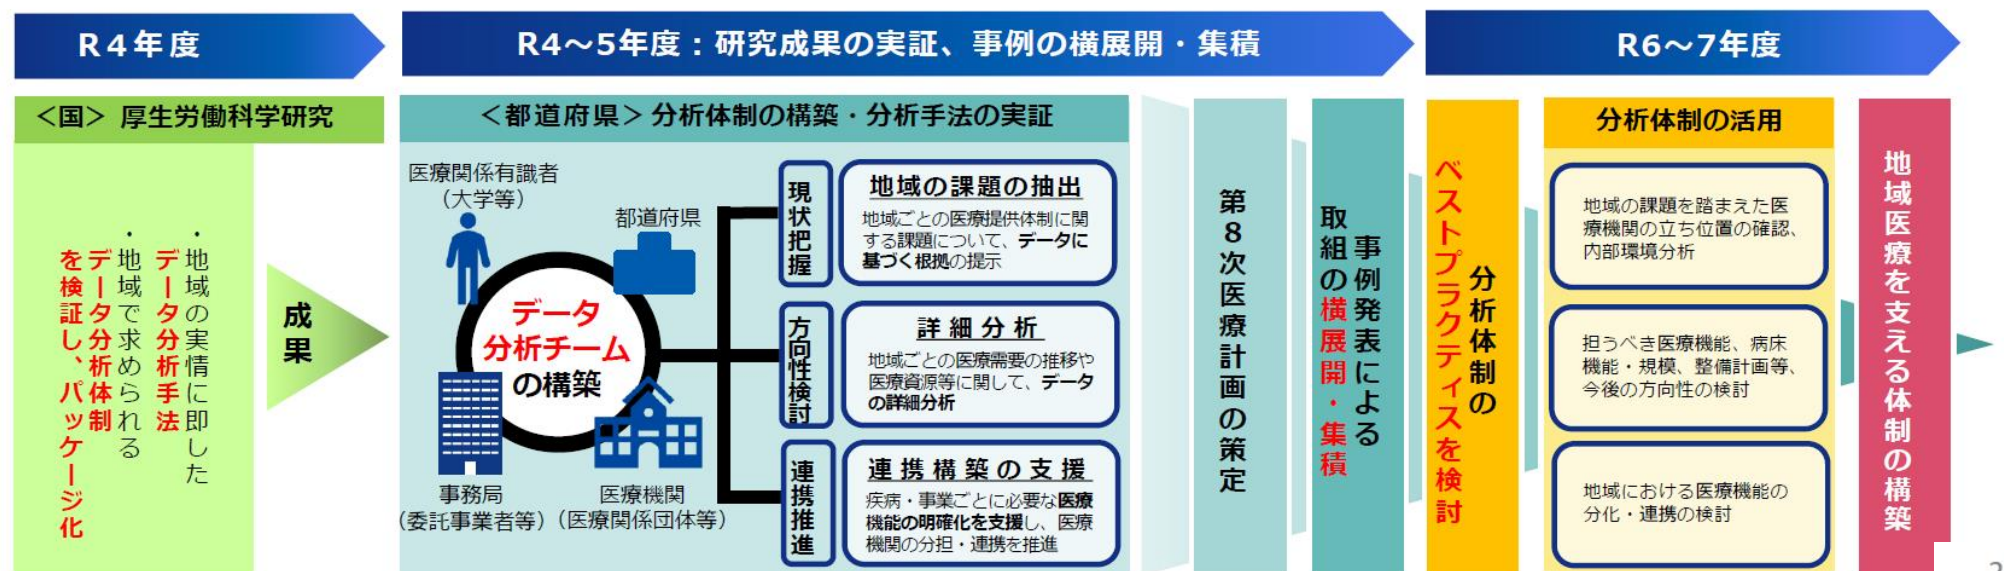 R4年度
R4～5年度：研究成果の実証、事例の横展開・集積
R6～7年度
＜国＞ 厚生労働科学研究
・地域の実情に即した
データ分析手法
・地域で求められる
データ分析体制
を検証し、パッケージ化
成果
＜都道府県＞分析体制の構築・分析手法の実証
医療関係有識者
（大学等）
都道府県
データ
分析チーム
の構築
事務局
（委託事業者等）
医療機関
（医療関係団体等）
現状把握
地域の課題の抽出
地域ごとの医療提供体制に関
する課題について、データに
基づく根拠の提示
方向性検討
詳細分析
地域ごとの医療需要の推移や
医療資源等に関して、データ
の詳細分析
連携推進
連携構築の支援
疾病・事業ごとに必要な医療
機能の明確化を支援し、医療
機関の分担・連携を推進
第８次医療計画の策定
事例発表による
取組の横展開・集積
分析体制の
ベストプラクティスを検討
分析体制の活用
地域の課題を踏まえた医
療機関の立ち位置の確認、
内部環境分析
担うべき医療機能、病床
機能・規模、整備計画等、
今後の方向性の検討
地域における医療機能の
分化・連携の検討
地域医療を支える体制の構築